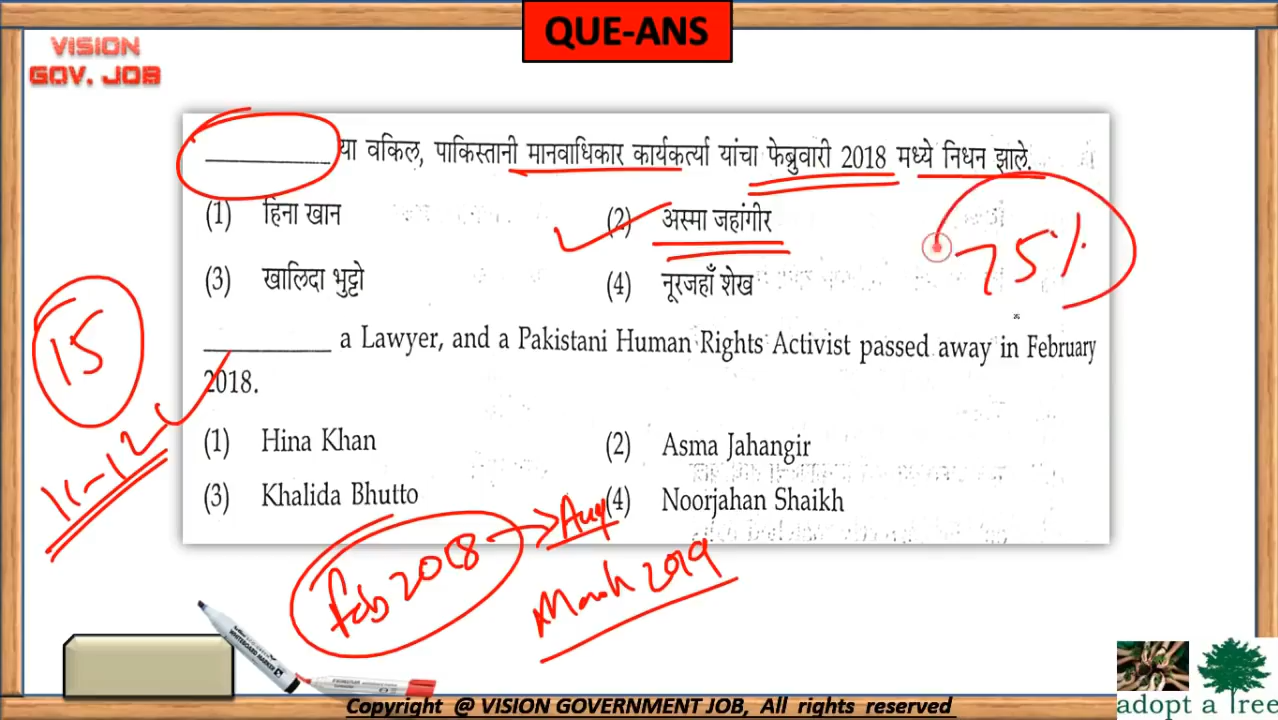 QUE-ANS
VISION
GOV. JOB
__________ या वकिल, पाकिस्तानी मानवाधिकार कार्यकर्त्या यांचा फेब्रुवारी 2018 मध्ये निधन झाले.
(1) हिना खान (2) अस्मा जहांगीर
(3) खालिदा भुट्टो (4) नूरजहाँ शेख
75%
15
11-12
__________ a Lawyer, and a Pakistani Human Rights Activist passed away in February
2018.
(1) Hina Khan (2) Asma Jahangir
(3) Khalida Bhutto (4) Noorjahan Shaikh
Feb 2018 Aug
March 2019
Copyright @ VISION GOVERNMENT JOB, All rights reserved
adopt a Tree